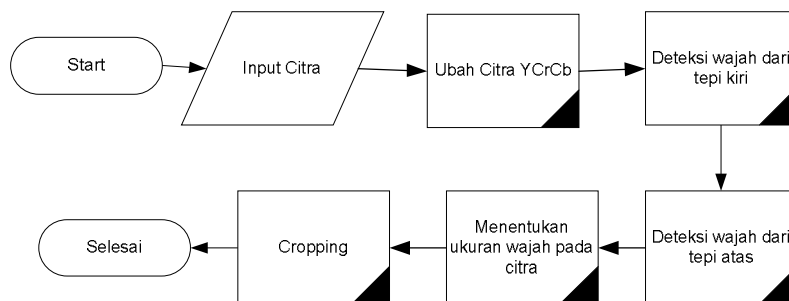 Start
Input Citra
Ubah Citra YCrCb
Deteksi wajah dari
tepi kiri
Deteksi wajah dari
tepi atas
Menentukan
ukuran wajah pada
citra
Cropping
Selesai